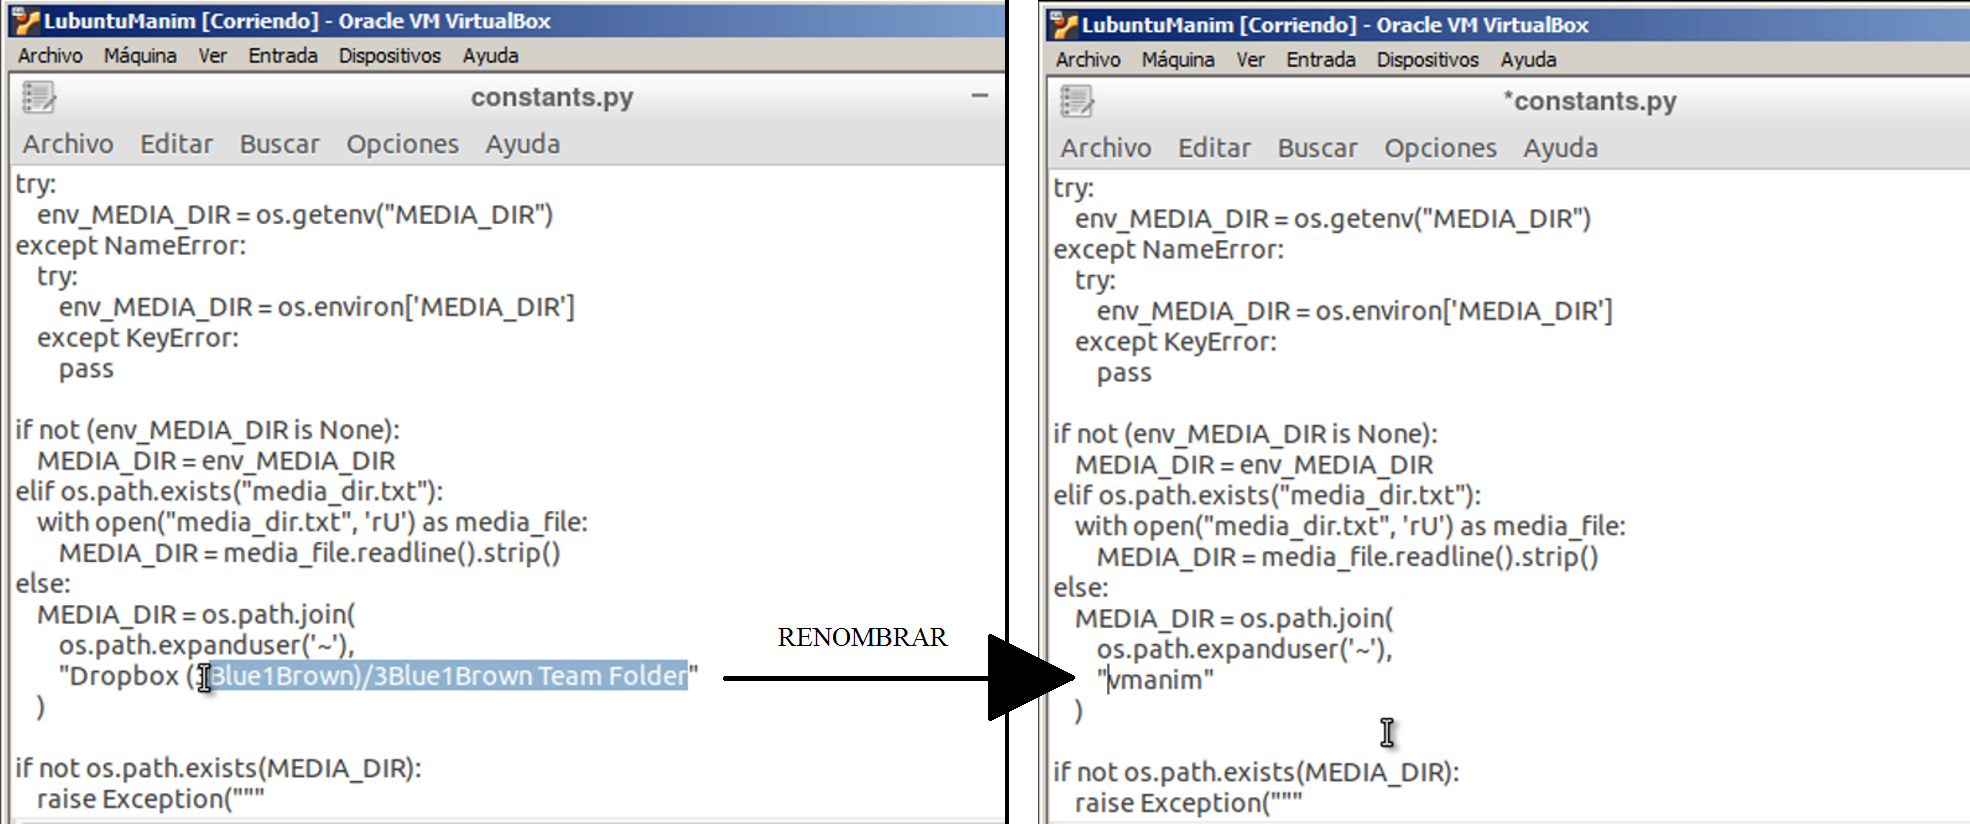 LubuntuManim [Corriendo] - Oracle VM VirtualBox
Archivo Máquina Ver Entrada Dispositivos Ayuda
constants.py
Archivo Editar Buscar Opciones Ayuda
try:
env_MEDIA_DIR = os.getenv("MEDIA_DIR")
except NameError:
try:
env_MEDIA_DIR = os.environ['MEDIA_DIR']
except KeyError:
pass
if not (env_MEDIA_DIR is None):
MEDIA_DIR = env_MEDIA_DIR
elif os.path.exists("media_dir.txt"):
with open("media_dir.txt", 'rU') as media_file:
MEDIA_DIR = media_file.readline().strip()
else:
MEDIA_DIR = os.path.join(
os.path.expanduser('~'),
"Dropbox (3Blue1Brown)/3Blue1Brown Team Folder"
)
if not os.path.exists(MEDIA_DIR):
raise Exception("""
RENOMBRAR
LubuntuManim [Corriendo] - Oracle VM VirtualBox
Archivo Máquina Ver Entrada Dispositivos Ayuda
*constants.py
Archivo Editar Buscar Opciones Ayuda
try:
env_MEDIA_DIR = os.getenv("MEDIA_DIR")
except NameError:
try:
env_MEDIA_DIR = os.environ['MEDIA_DIR']
except KeyError:
pass
if not (env_MEDIA_DIR is None):
MEDIA_DIR = env_MEDIA_DIR
elif os.path.exists("media_dir.txt"):
with open("media_dir.txt", 'rU') as media_file:
MEDIA_DIR = media_file.readline().strip()
else:
MEDIA_DIR = os.path.join(
os.path.expanduser('~'),
"vmanim"
)
if not os.path.exists(MEDIA_DIR):
raise Exception("""